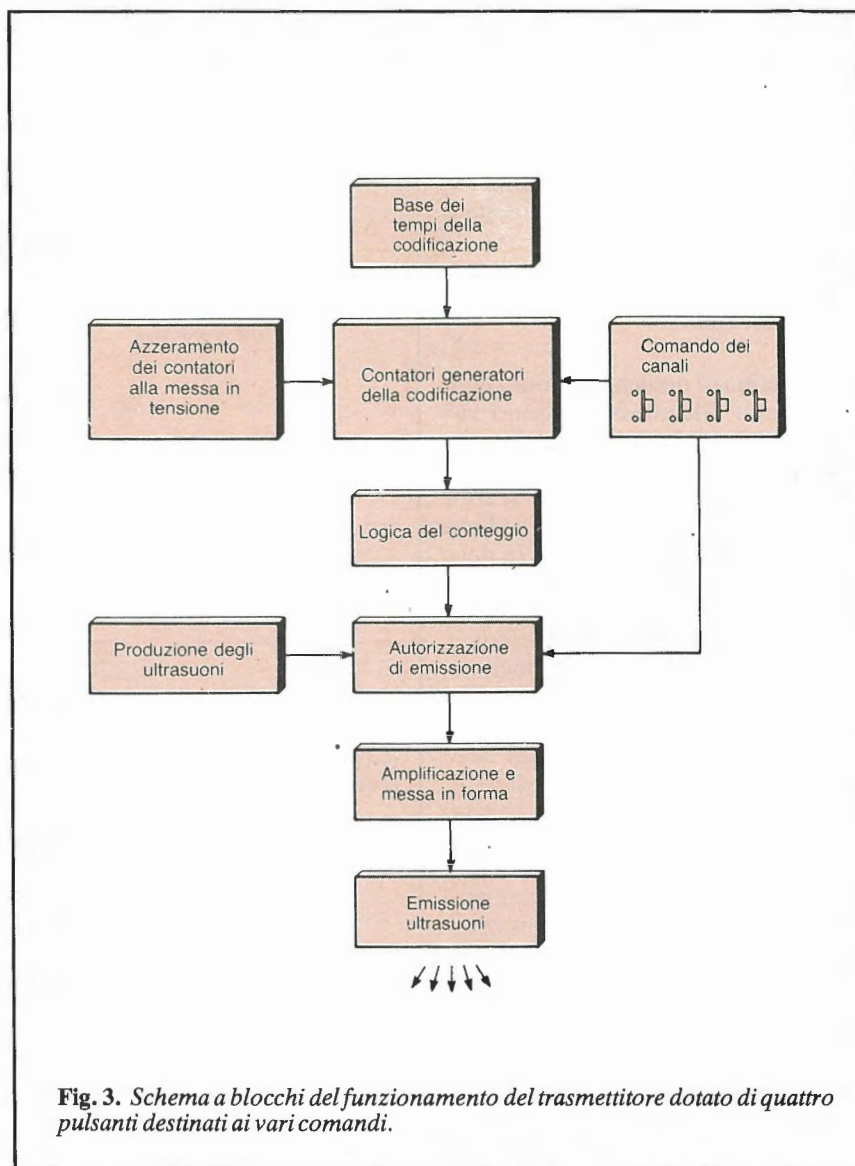 Base dei
tempi della
codificazione
Azzeramento
dei contatori
alla messa in
tensione
Contatori generatori
della codificazione
Comando dei
canali
Logica del conteggio
Produzione degli
ultrasuoni
Autorizzazione
di emissione
Amplificazione e
messa in forma
Emissione
ultrasuoni
Fig. 3. Schema a blocchi del funzionamento del trasmettitore dotato di quattro
pulsanti destinati ai vari comandi.